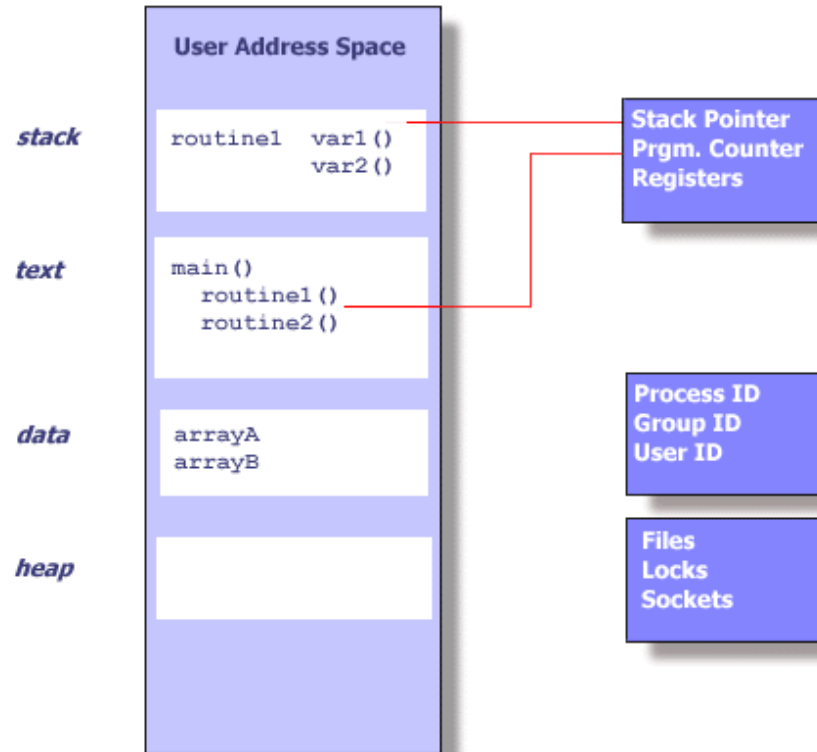 User Address Space
stack
routine1 var1()
var2()
text
main()
routine1()
routine2()
data
arrayA
arrayB
heap
Stack Pointer
Prgm. Counter
Registers
Process ID
Group ID
User ID
Files
Locks
Sockets